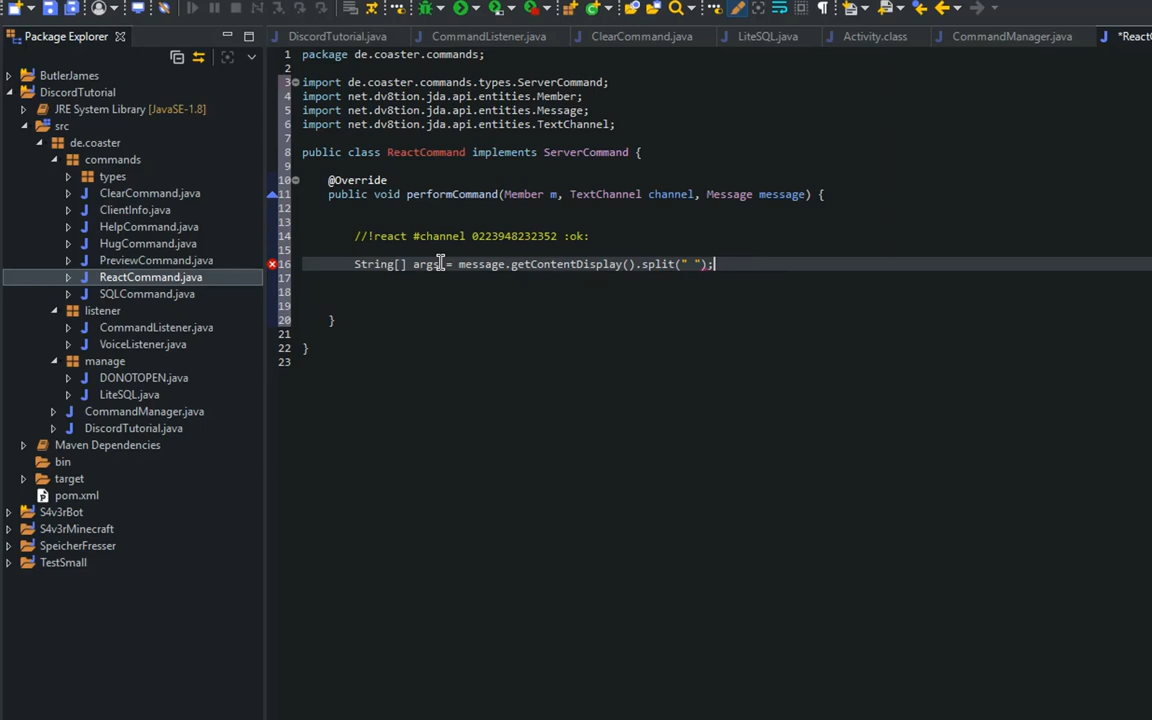 Package Explorer
ButlerJames
DiscordTutorial
JRE System Library [JavaSE-1.8]
src
de.coaster
commands
types
ClearCommand.java
ClientInfo.java
HelpCommand.java
HugCommand.java
PreviewCommand.java
ReactCommand.java
SQLCommand.java
listener
CommandListener.java
VoiceListener.java
manage
DONOTOPEN.java
LiteSQL.java
CommandManager.java
DiscordTutorial.java
Maven Dependencies
bin
target
pom.xml
S4v3rBot
S4v3rMinecraft
SpeicherFresser
TestSmall
DiscordTutorial.java CommandListener.java ClearCommand.java LiteSQL.java Activity.class CommandManager.java *React
1 package de.coaster.commands;
2
3 import de.coaster.commands.types.ServerCommand;
4 import net.dv8tion.jda.api.entities.Member;
5 import net.dv8tion.jda.api.entities.Message;
6 import net.dv8tion.jda.api.entities.TextChannel;
7
8 public class ReactCommand implements ServerCommand {
9
10 @Override
11 public void performCommand(Member m, TextChannel channel, Message message) {
12
13
14 //!react #channel 0223948232352 :ok:
15
16 String[] args = message.getContentDisplay().split(" ");
17
18
19
20 }
21
22 }
23